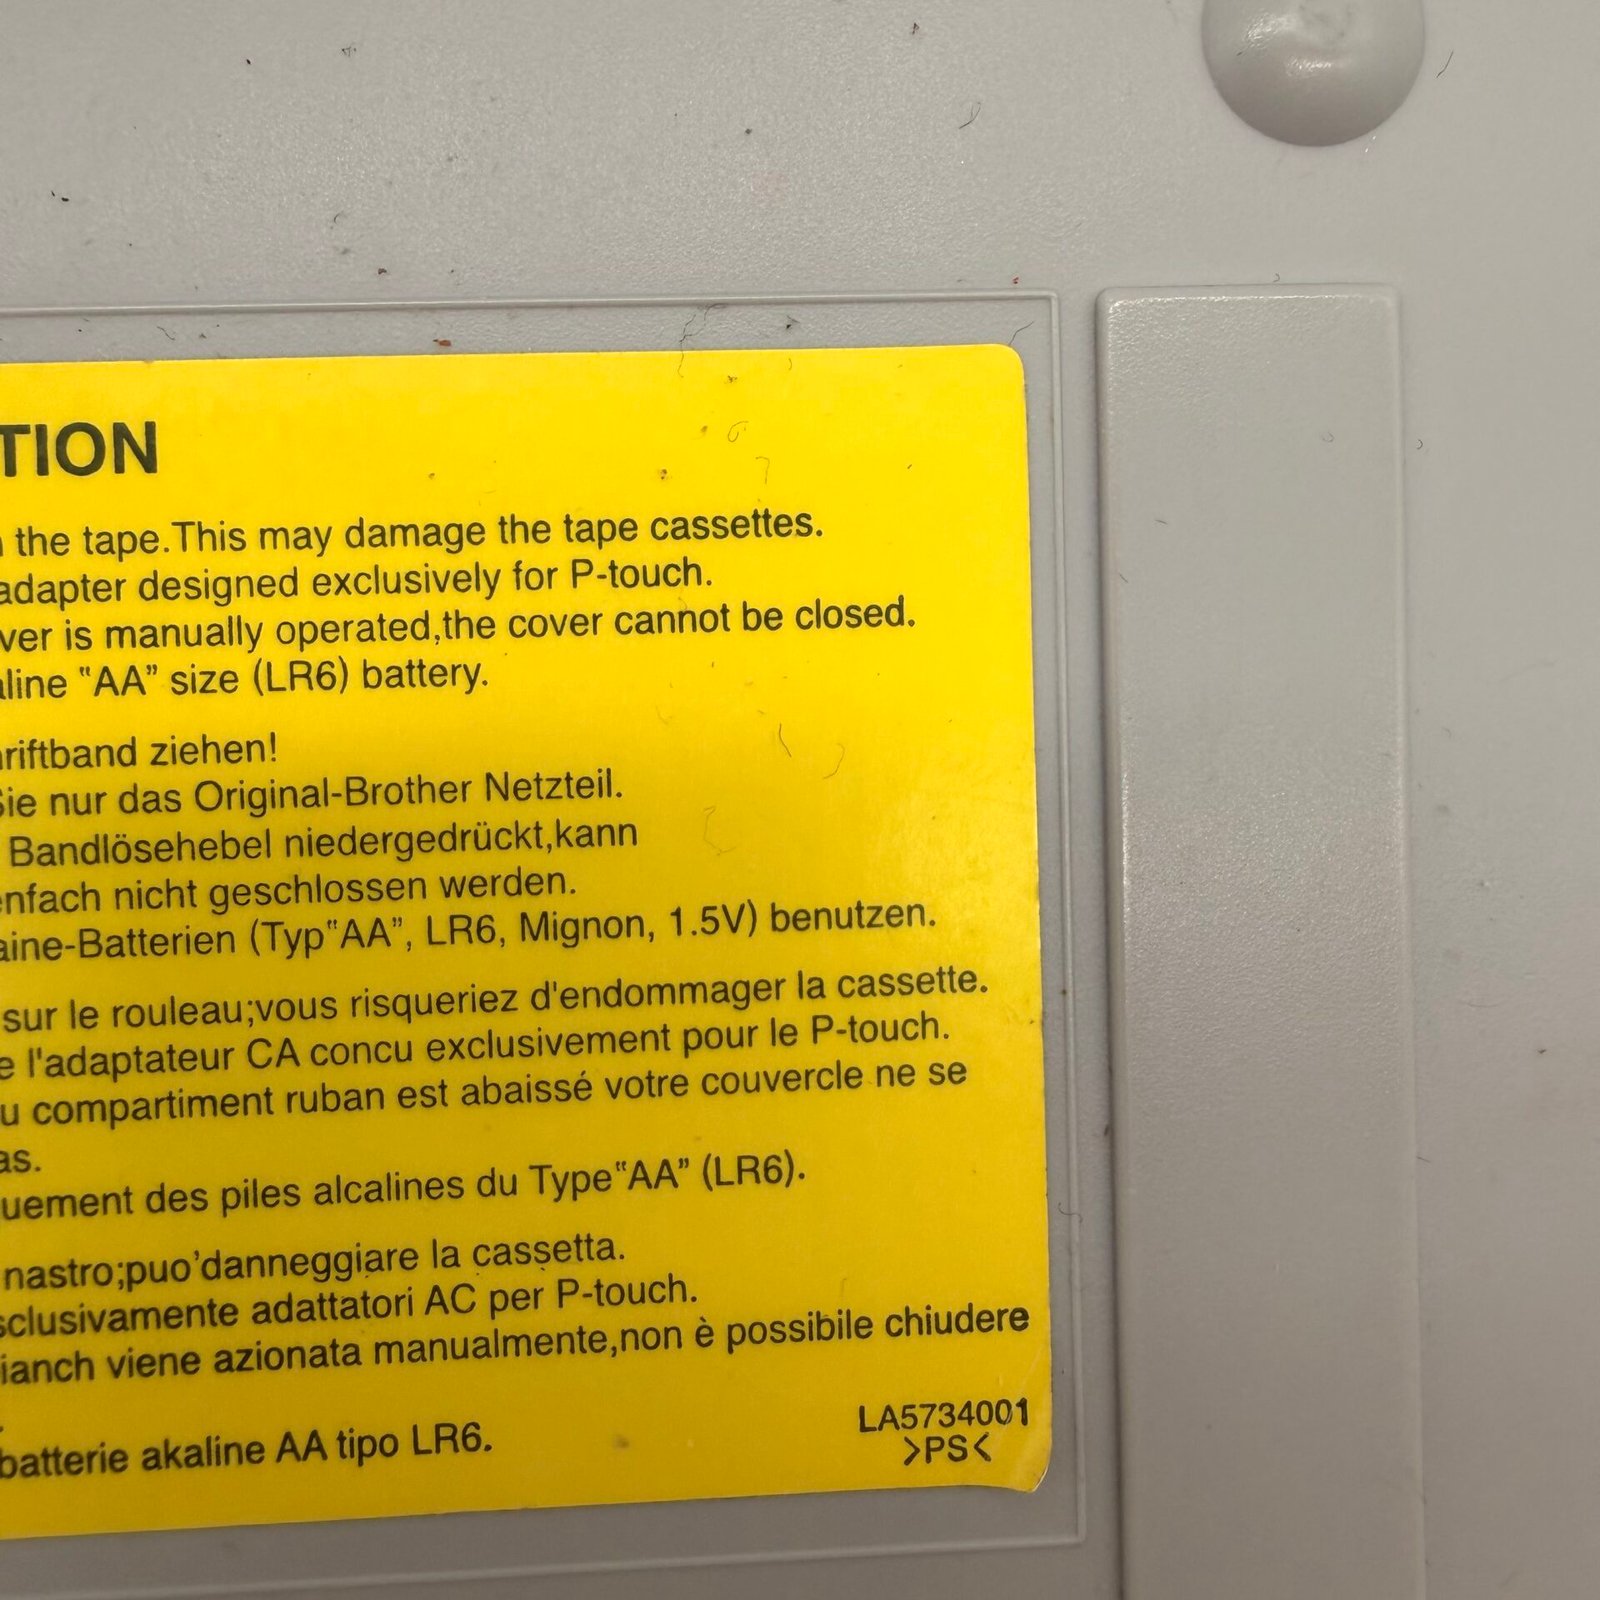 TION
the tape.This may damage the tape cassettes.
adapter designed exclusively for P-touch.
ver is manually operated,the cover cannot be closed.
aline "AA" size (LR6) battery.
riftband ziehen!
Sie nur das Original-Brother Netzteil.
Bandlösehebel niedergedrückt,kann
enfach nicht geschlossen werden.
aine-Batterien (Typ"AA", LR6, Mignon, 1.5V) benutzen.
sur le rouleau;vous risqueriez d'endommager la cassette.
e l'adaptateur CA concu exclusivement pour le P-touch.
u compartiment ruban est abaissé votre couvercle ne se
as.
uement des piles alcalines du Type"AA" (LR6).
nastro;puo'danneggiare la cassetta.
sclusivamente adattatori AC per P-touch.
ianch viene azionata manualmente,non è possibile chiudere
batterie akaline AA tipo LR6.
LA5734001
>PS<